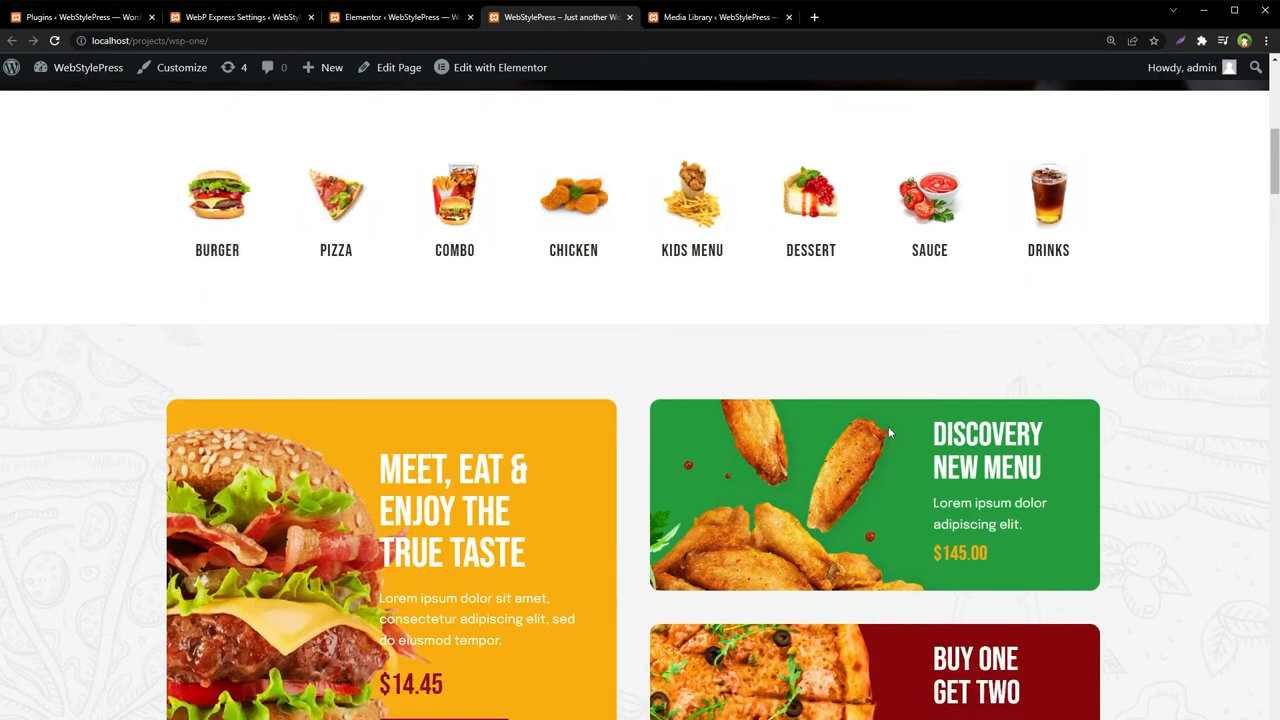 Plugins ‹ WebStylePress — Word
WebP Express Settings ‹ WebSty
Elementor ‹ WebStylePress — W
WebStylePress – Just another Wo
Media Library ‹ WebStylePress —
localhost/projects/wsp-one/
WebStylePress
Customize
4
0
New
Edit Page
Edit with Elementor
Howdy, admin
BURGER
PIZZA
COMBO
CHICKEN
KIDS MENU
DESSERT
SAUCE
DRINKS
MEET, EAT &
ENJOY THE
TRUE TASTE
Lorem ipsum dolor sit amet,
consectetur adipiscing elit, sed
do eiusmod tempor.
$14.45
DISCOVERY
NEW MENU
Lorem ipsum dolor
adipiscing elit.
$145.00
BUY ONE
GET TWO